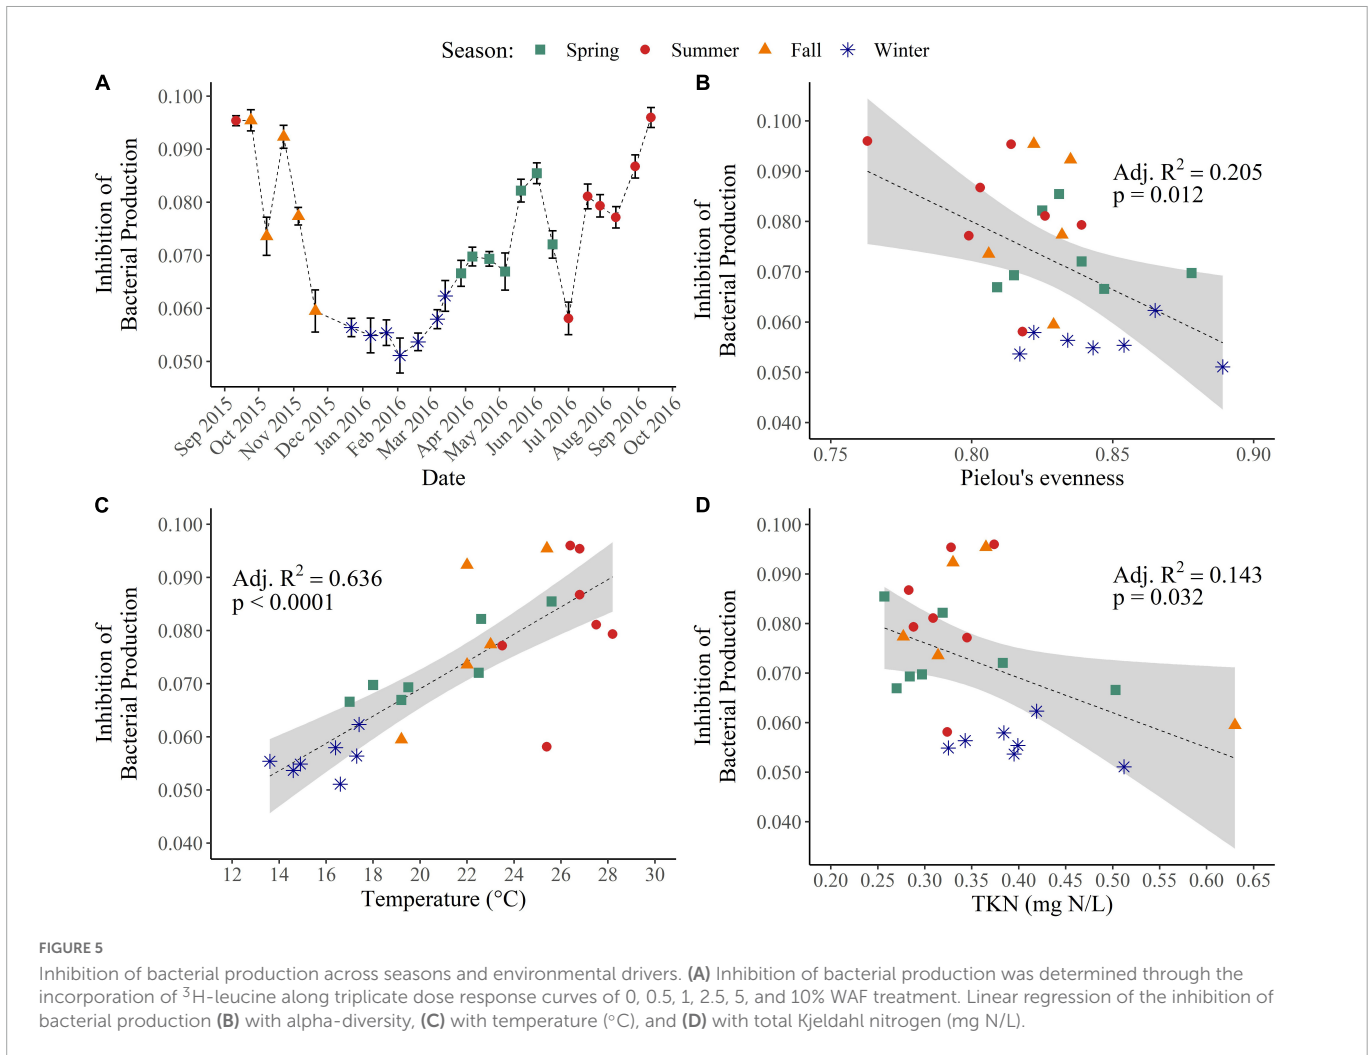 Season: Spring Summer Fall Winter
A
Inhibition of
Bacterial Production
0.100
0.090
0.080
0.070
0.060
0.050
Sep 2015
Oct 2015
Nov 2015
Dec 2015
Jan 2016
Feb 2016
Mar 2016
Apr 2016
May 2016
Jun 2016
Jul 2016
Aug 2016
Sep 2016
Oct 2016
Date
B
Inhibition of
Bacterial Production
0.100
0.090
0.080
0.070
0.060
0.050
0.040
Adj. R² = 0.205
p = 0.012
0.75 0.80 0.85 0.90
Pielou's evenness
C
Inhibition of
Bacterial Production
0.100
0.090
0.080
0.070
0.060
0.050
0.040
Adj. R² = 0.636
p < 0.0001
12 14 16 18 20 22 24 26 28 30
Temperature (°C)
D
Inhibition of
Bacterial Production
0.100
0.090
0.080
0.070
0.060
0.050
0.040
Adj. R² = 0.143
p = 0.032
0.20 0.25 0.30 0.35 0.40 0.45 0.50 0.55 0.60 0.65
TKN (mg N/L)
FIGURE 5
Inhibition of bacterial production across seasons and environmental drivers. (A) Inhibition of bacterial production was determined through the
incorporation of ³H-leucine along triplicate dose response curves of 0, 0.5, 1, 2.5, 5, and 10% WAF treatment. Linear regression of the inhibition of
bacterial production (B) with alpha-diversity, (C) with temperature (°C), and (D) with total Kjeldahl nitrogen (mg N/L).